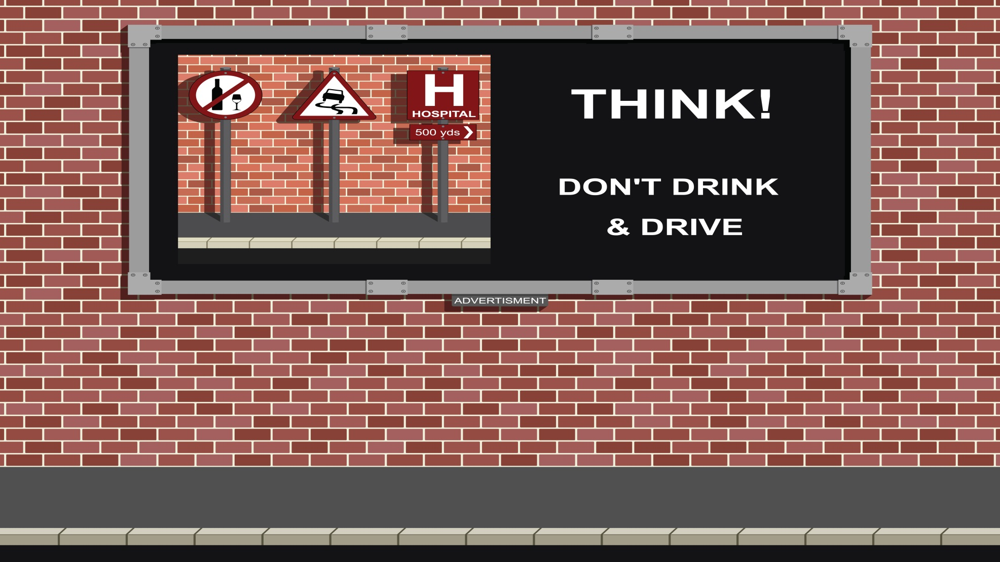 H
HOSPITAL
500 yds
THINK!
DON'T DRINK
& DRIVE
ADVERTISMENT